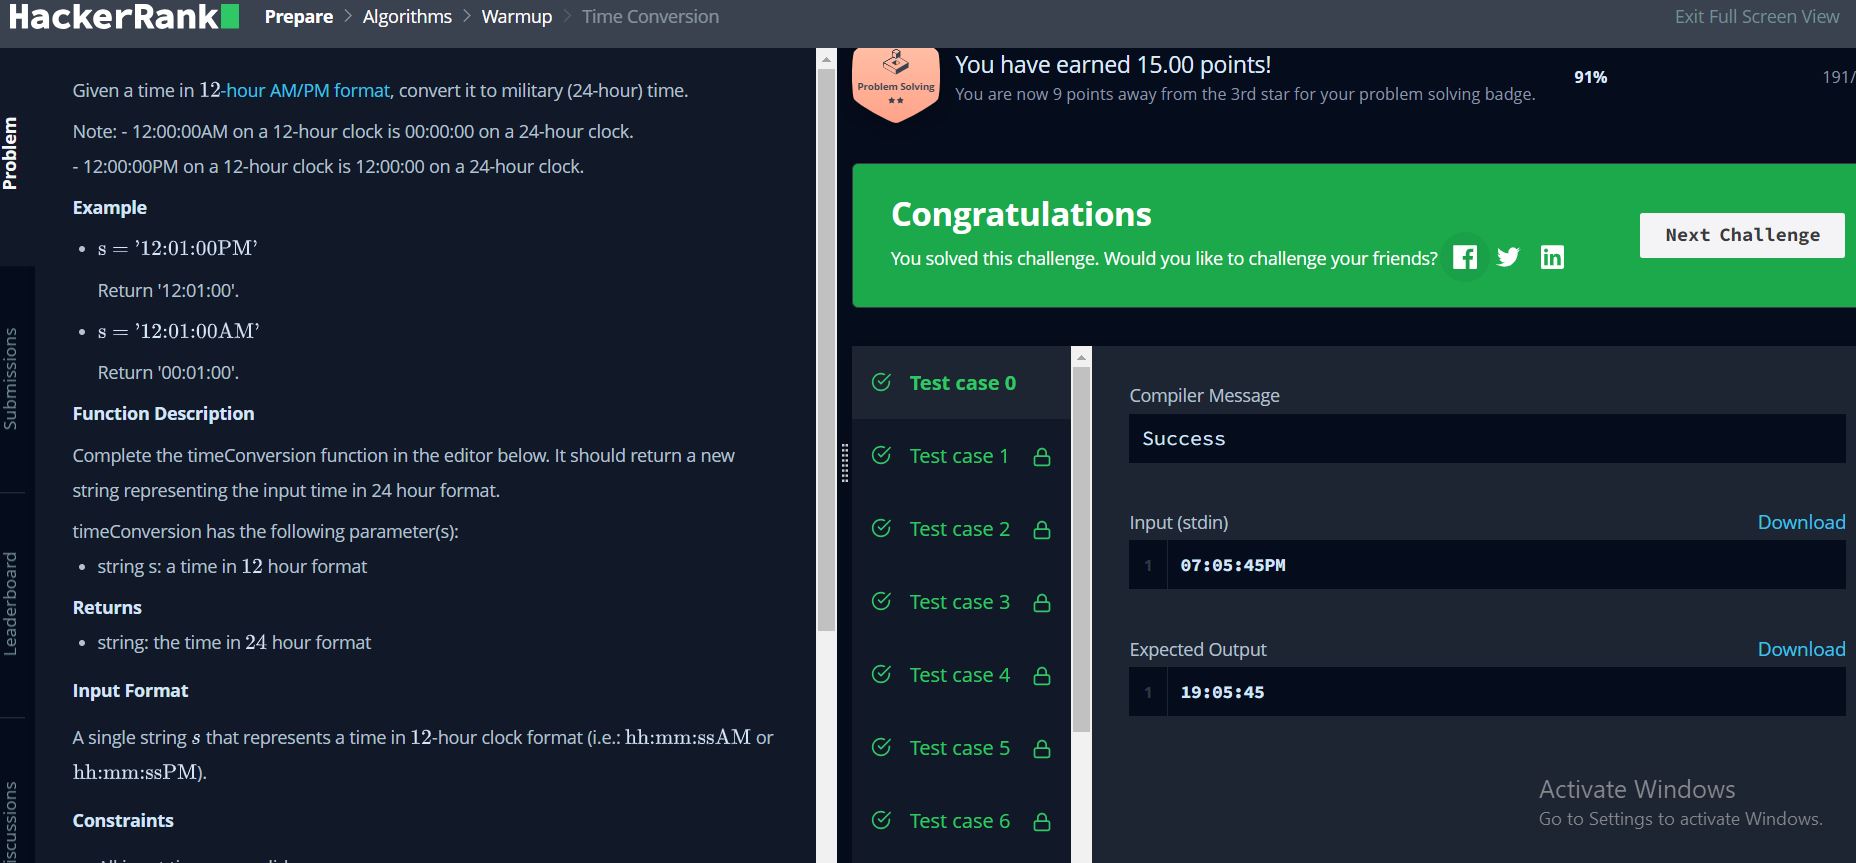 HackerRank
Prepare > Algorithms > Warmup > Time Conversion
Exit Full Screen View
Problem
Submissions
Leaderboard
Given a time in 12-hour AM/PM format, convert it to military (24-hour) time.
Note: - 12:00:00AM on a 12-hour clock is 00:00:00 on a 24-hour clock.
- 12:00:00PM on a 12-hour clock is 12:00:00 on a 24-hour clock.
Example
• s = '12:01:00PM'
Return '12:01:00'.
• s = '12:01:00AM'
Return '00:01:00'.
Function Description
Complete the timeConversion function in the editor below. It should return a new
string representing the input time in 24 hour format.
timeConversion has the following parameter(s):
• string s: a time in 12 hour format
Returns
• string: the time in 24 hour format
Input Format
A single string s that represents a time in 12-hour clock format (i.e.: hh:mm:ssAM or
hh:mm:ssPM).
Constraints
Problem Solving
You have earned 15.00 points!
You are now 9 points away from the 3rd star for your problem solving badge.
91%
191/
Congratulations
You solved this challenge. Would you like to challenge your friends?
Next Challenge
Test case 0
Test case 1
Test case 2
Test case 3
Test case 4
Test case 5
Test case 6
Compiler Message
Success
Input (stdin)
Download
1 07:05:45PM
Expected Output
Download
1 19:05:45
Activate Windows
Go to Settings to activate Windows.